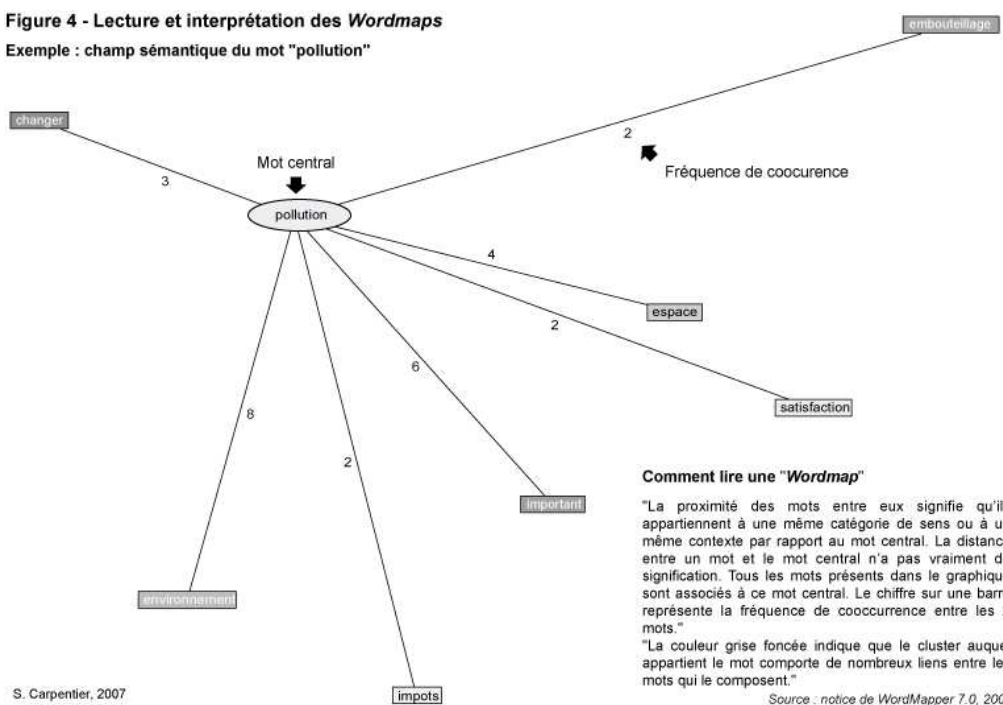 Figure 4 - Lecture et interprétation des Wordmaps
Exemple : champ sémantique du mot "pollution"
embouteillage
changer
2
Mot central
Fréquence de coocurence
3
pollution
4
espace
2
satisfaction
6
8
2
important
environnement
impots
Comment lire une "Wordmap"
"La proximité des mots entre eux signifie qu'il
appartiennent à une même catégorie de sens ou à u
même contexte par rapport au mot central. La distanc
entre un mot et le mot central n'a pas vraiment d
signification. Tous les mots présents dans le graphiqu
sont associés à ce mot central. Le chiffre sur une barr
représente la fréquence de cooccurrence entre les
mots."
"La couleur grise foncée indique que le cluster auque
appartient le mot comporte de nombreux liens entre le
mots qui le composent."
Source : notice de WordMapper 7.0, 200
S. Carpentier, 2007